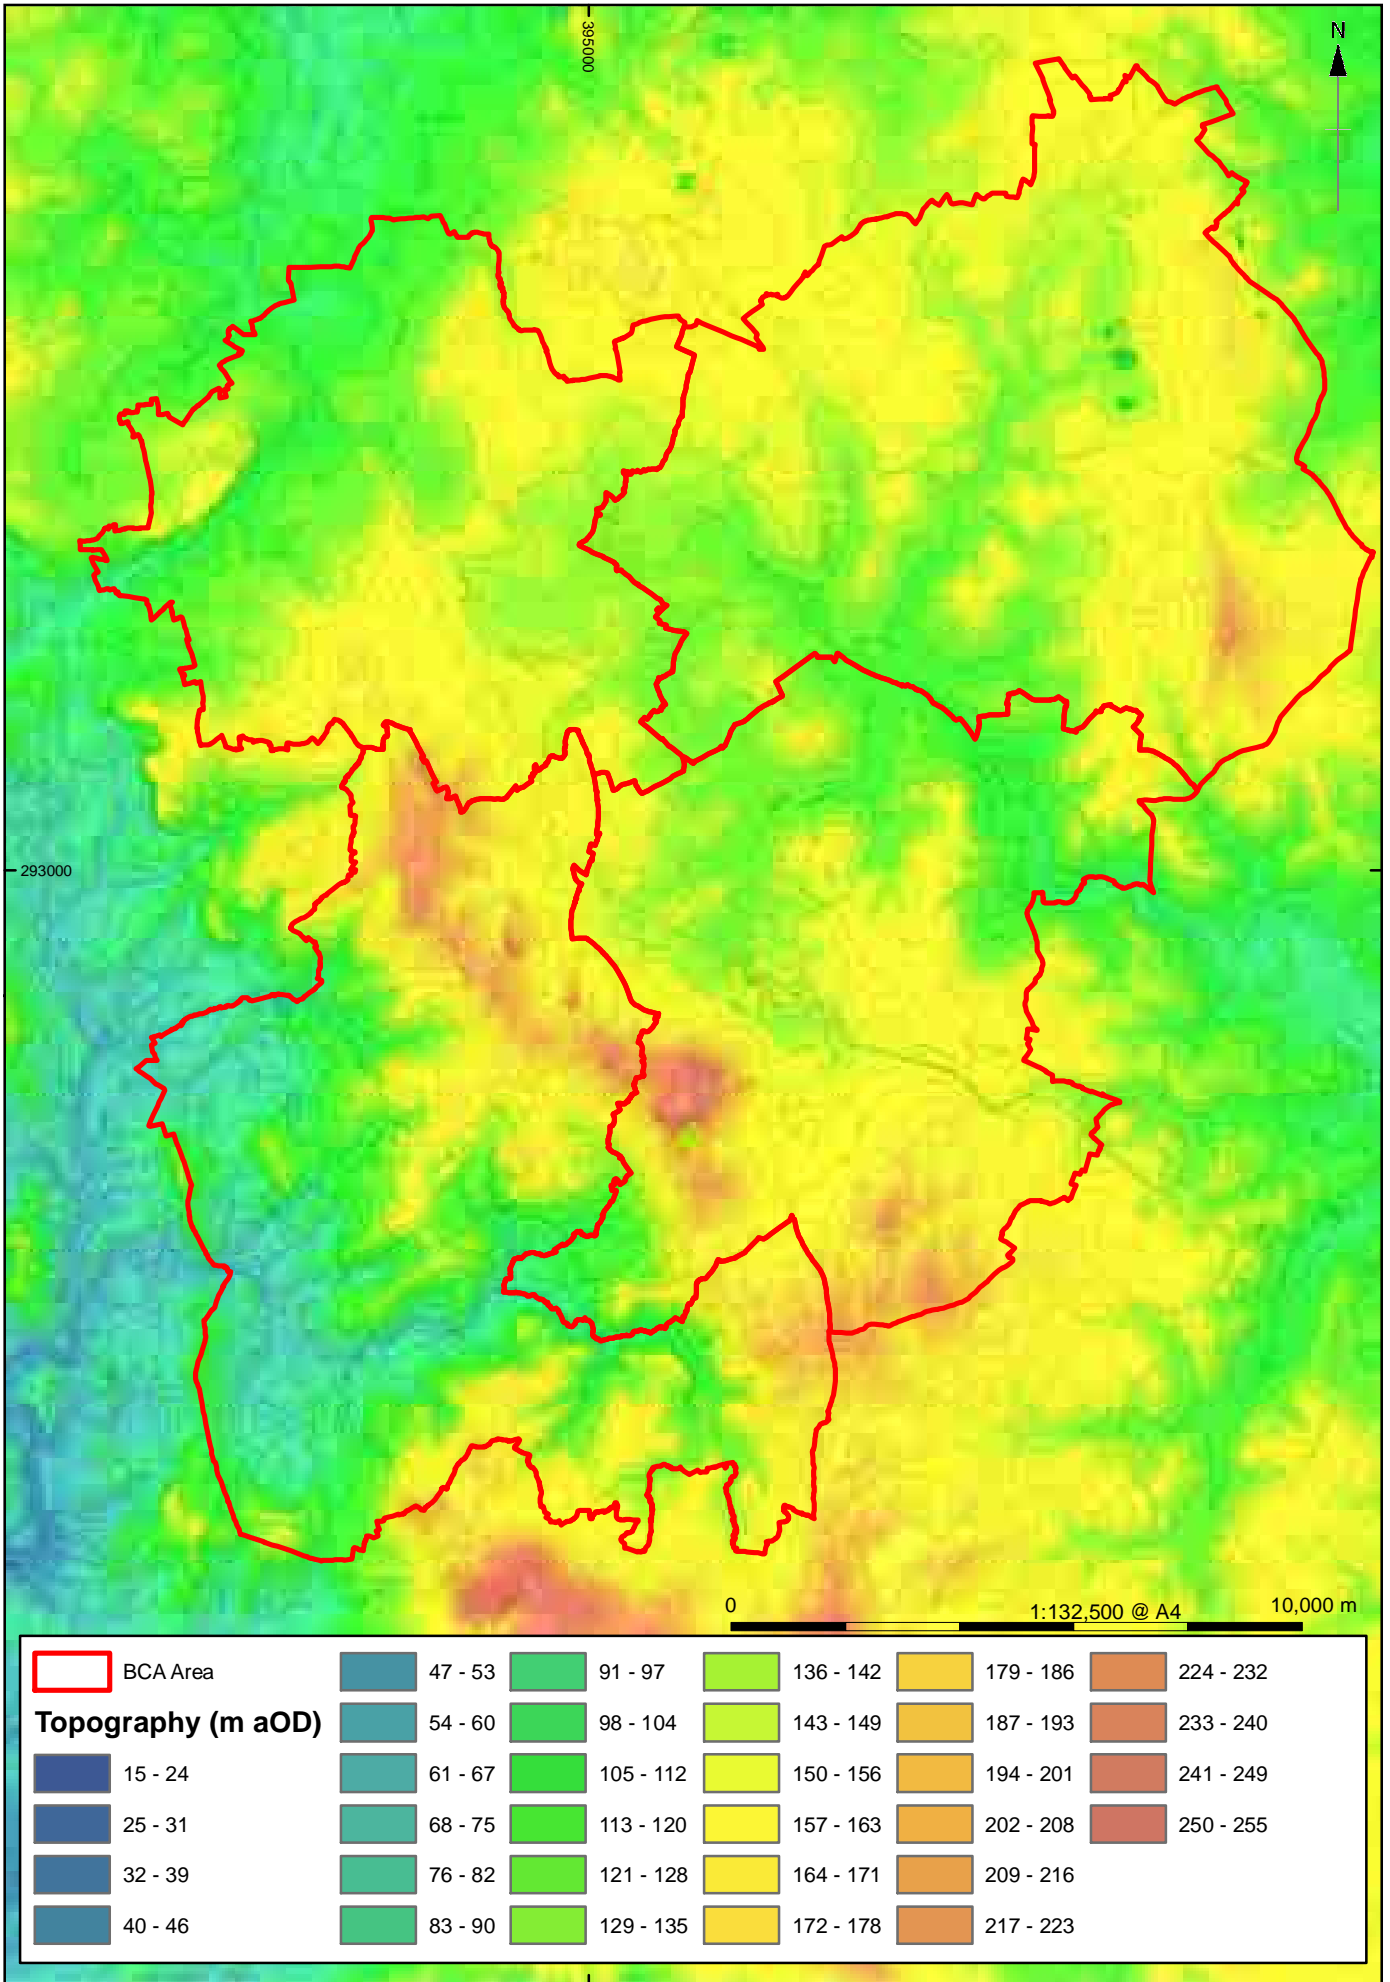 395000
N
293000
0
1:132,500 @ A4
10,000 m
BCA Area
Topography (m aOD)
15 - 24
25 - 31
32 - 39
40 - 46
47 - 53
54 - 60
61 - 67
68 - 75
76 - 82
83 - 90
91 - 97
98 - 104
105 - 112
113 - 120
121 - 128
129 - 135
136 - 142
143 - 149
150 - 156
157 - 163
164 - 171
172 - 178
179 - 186
187 - 193
194 - 201
202 - 208
209 - 216
217 - 223
224 - 232
233 - 240
241 - 249
250 - 255